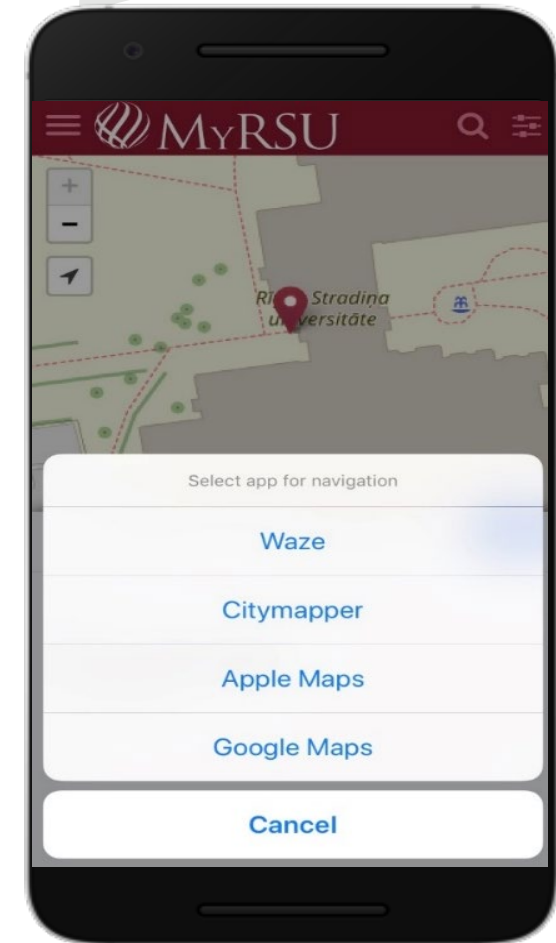 MYRSU
+
−
Rīgas Stradiņa
universitāte
Select app for navigation
Waze
Citymapper
Apple Maps
Google Maps
Cancel